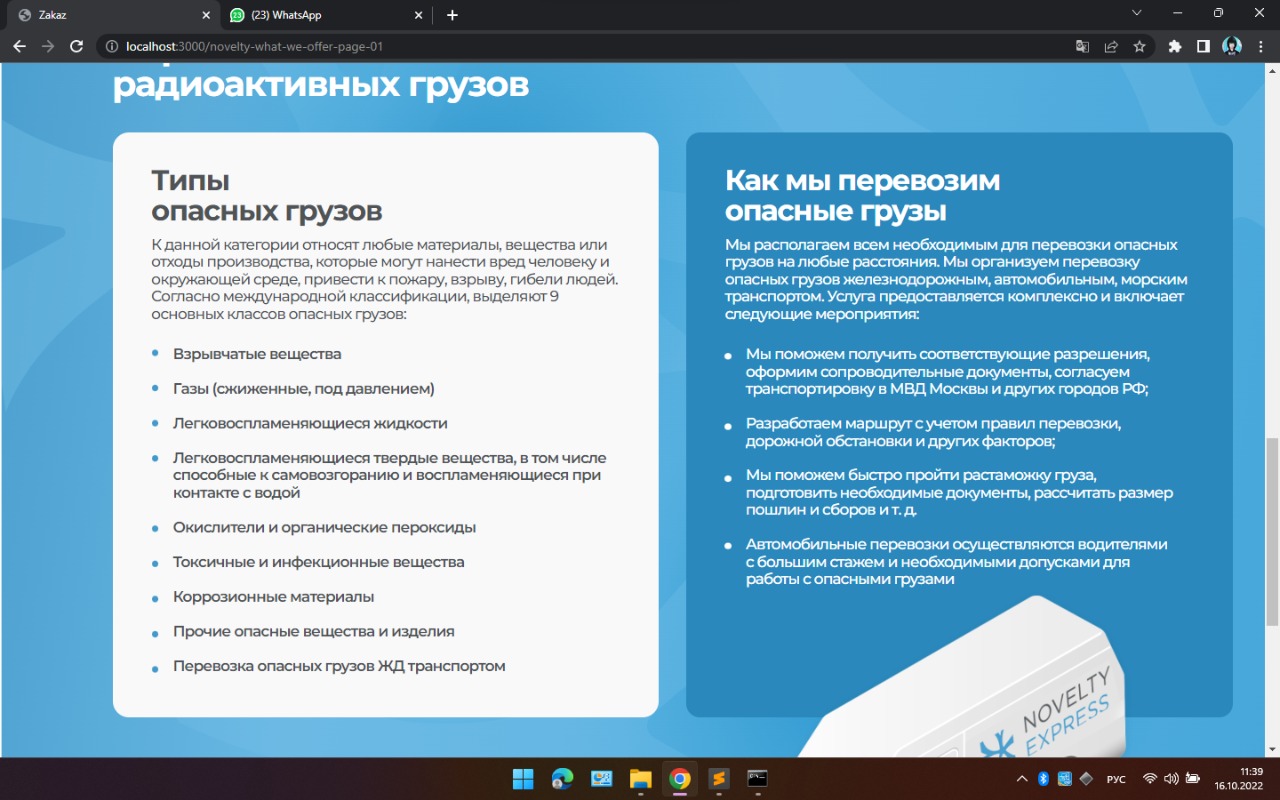 Zakaz
(23) WhatsApp
localhost:3000/novelty-what-we-offer-page-01
радиоактивных грузов
Типы
опасных грузов
К данной категории относят любые материалы, вещества или
отходы производства, которые могут нанести вред человеку и
окружающей среде, привести к пожару, взрыву, гибели людей.
Согласно международной классификации, выделяют 9
основных классов опасных грузов:
Взрывчатые вещества
Газы (сжиженные, под давлением)
Легковоспламеняющиеся жидкости
Легковоспламеняющиеся твердые вещества, в том числе
способные к самовозгоранию и воспламеняющиеся при
контакте с водой
Окислители и органические пероксиды
Токсичные и инфекционные вещества
Коррозионные материалы
Прочие опасные вещества и изделия
Перевозка опасных грузов ЖД транспортом
Как мы перевозим
опасные грузы
Мы располагаем всем необходимым для перевозки опасных
грузов на любые расстояния. Мы организуем перевозку
опасных грузов железнодорожным, автомобильным, морским
транспортом. Услуга предоставляется комплексно и включает
следующие мероприятия:
Мы поможем получить соответствующие разрешения,
оформим сопроводительные документы, согласуем
транспортировку в МВД Москвы и других городов РФ;
Разработаем маршрут с учетом правил перевозки,
дорожной обстановки и других факторов;
Мы поможем быстро пройти растаможку груза,
подготовить необходимые документы, рассчитать размер
пошлин и сборов и т. д.
Автомобильные перевозки осуществляются водителями
с большим стажем и необходимыми допусками для
работы с опасными грузами
NOVELTY
EXPRESS
РУС
11:39
16.10.2022